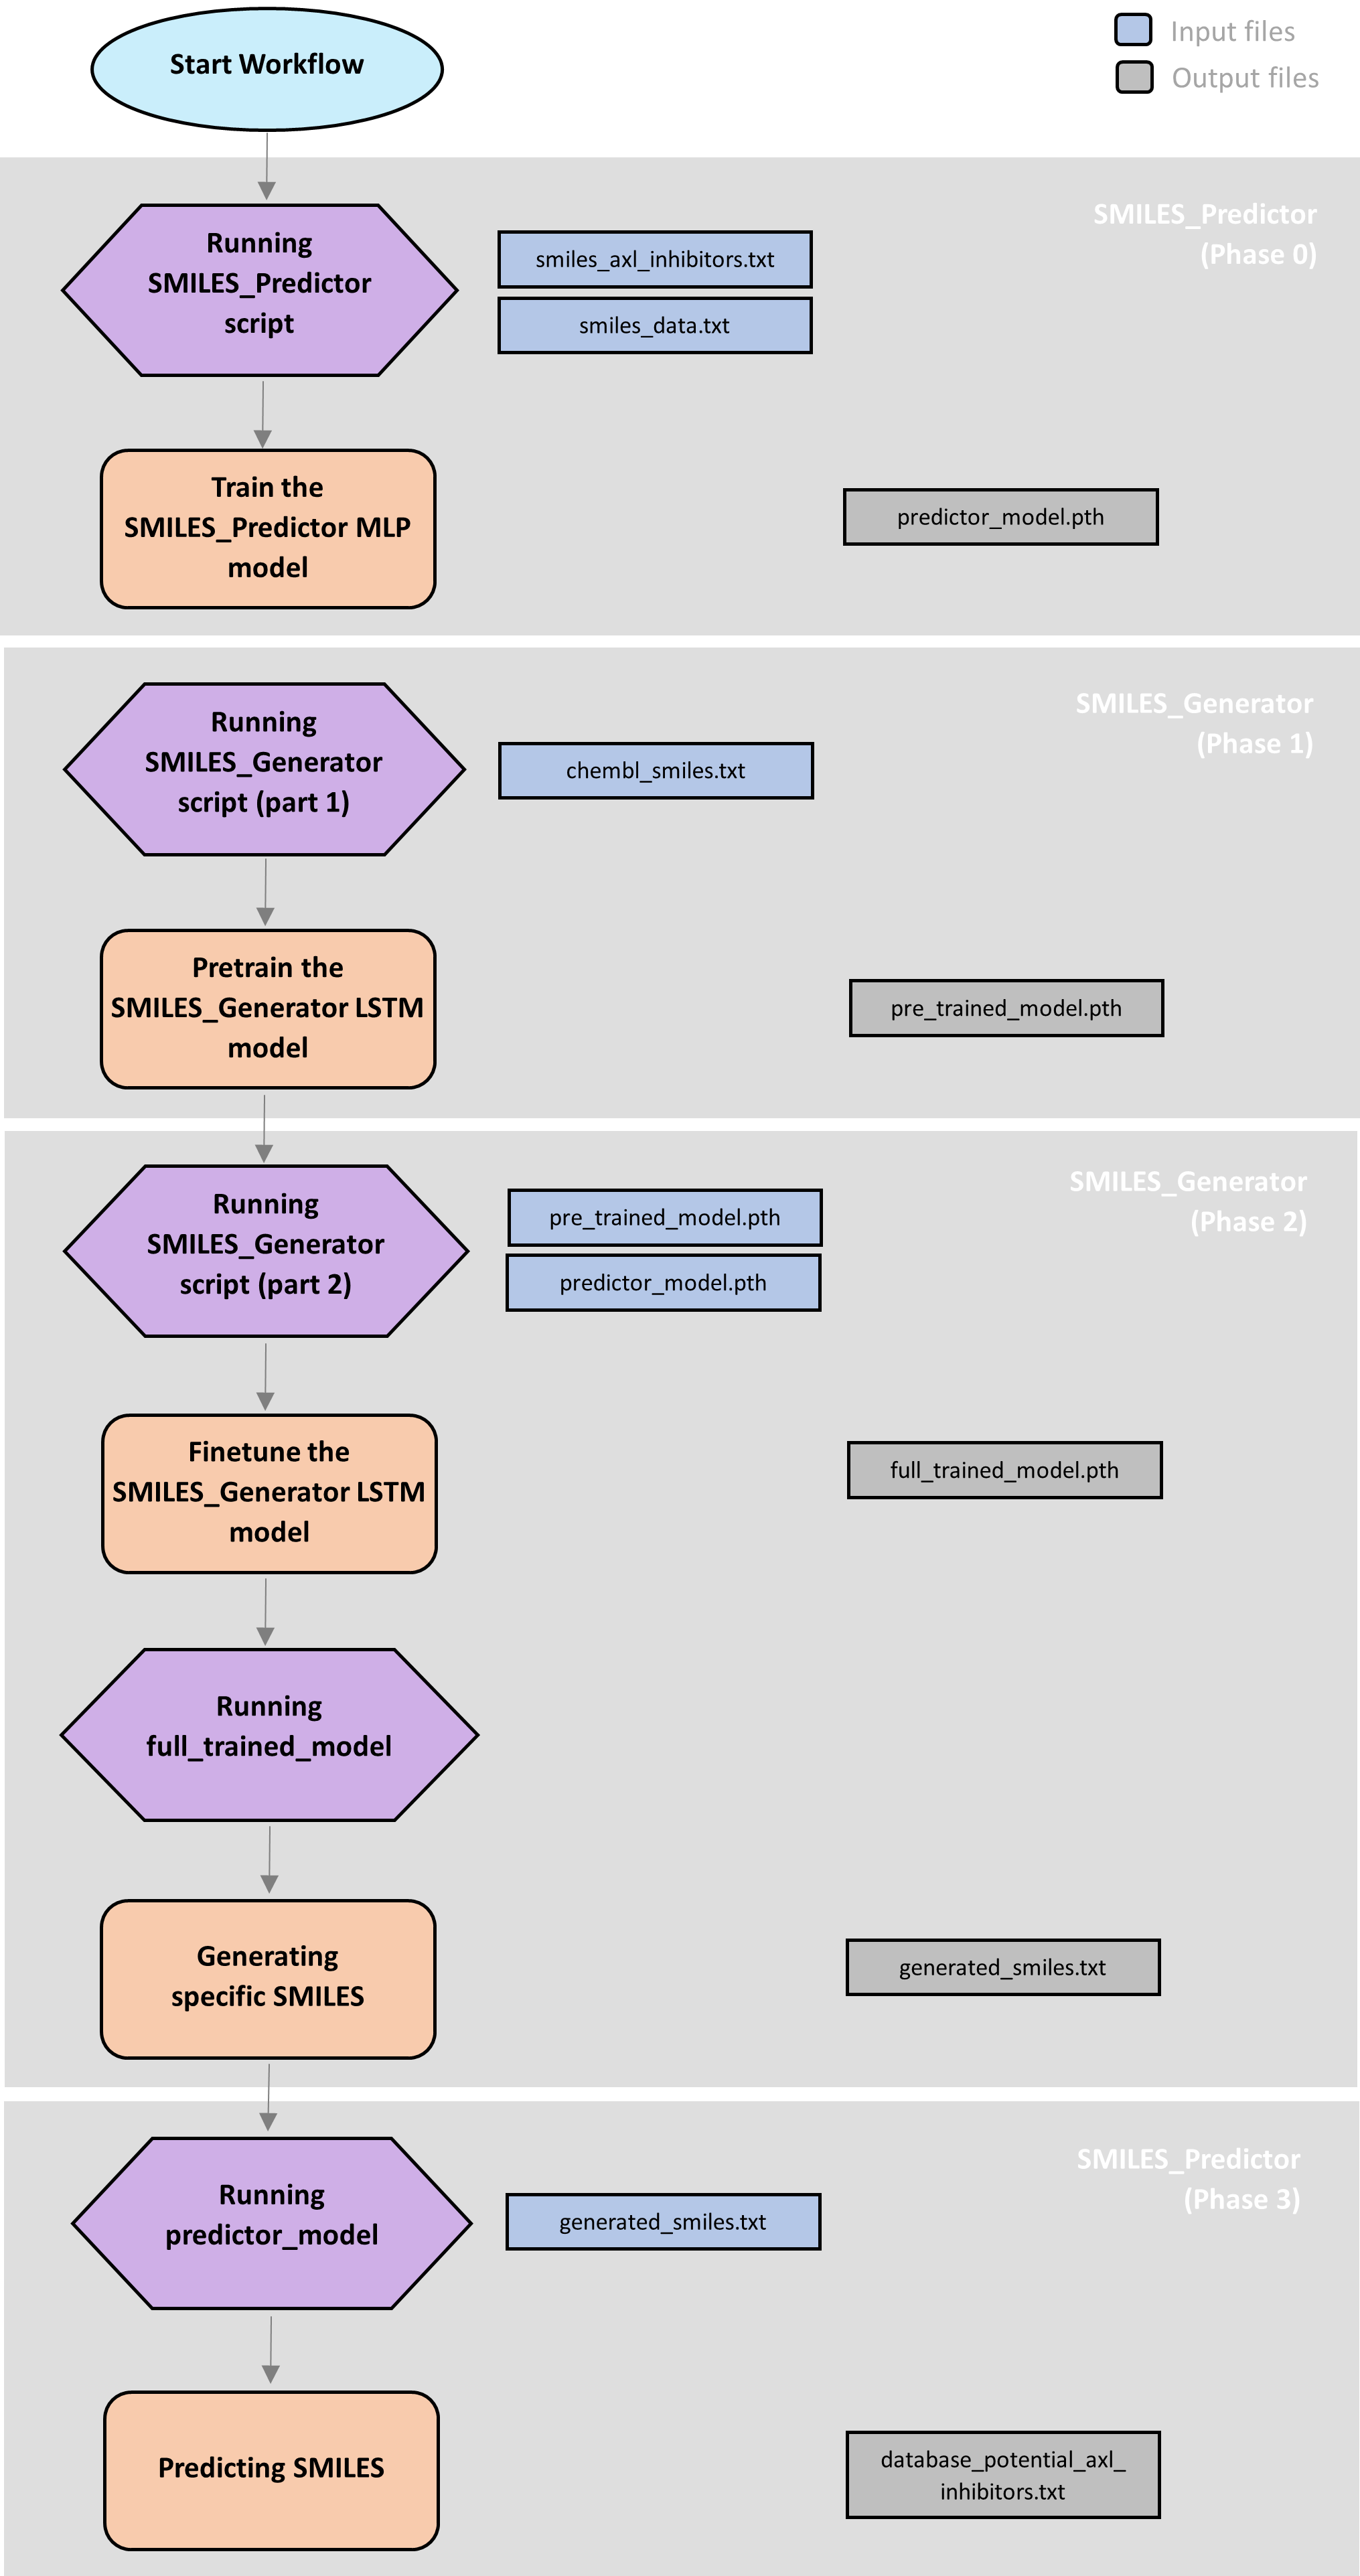 Start Workflow
Input files
Output files
SMILES_Predictor
(Phase 0)
Running
SMILES_Predictor
script
smiles_axl_inhibitors.txt
smiles_data.txt
Train the
SMILES_Predictor MLP
model
predictor_model.pth
SMILES_Generator
(Phase 1)
Running
SMILES_Generator
script (part 1)
chembl_smiles.txt
Pretrain the
SMILES_Generator LSTM
model
pre_trained_model.pth
SMILES_Generator
(Phase 2)
Running
SMILES_Generator
script (part 2)
pre_trained_model.pth
predictor_model.pth
Finetune the
SMILES_Generator LSTM
model
full_trained_model.pth
Running
full_trained_model
Generating
specific SMILES
generated_smiles.txt
SMILES_Predictor
(Phase 3)
Running
predictor_model
generated_smiles.txt
Predicting SMILES
database_potential_axl_
inhibitors.txt